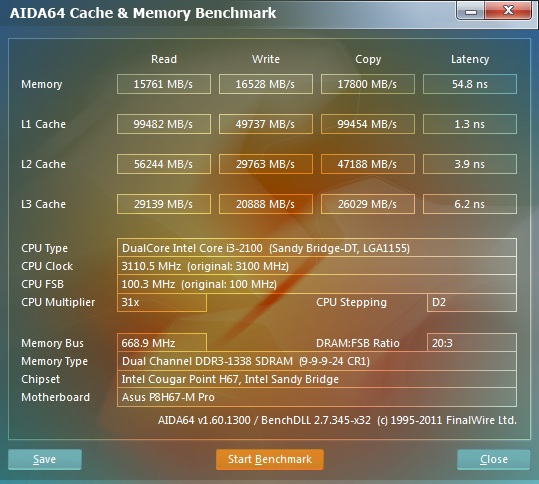 AIDA64 Cache & Memory Benchmark
Read Write Copy Latency
Memory 15761 MB/s 16528 MB/s 17800 MB/s 54.8 ns
L1 Cache 99482 MB/s 49737 MB/s 99454 MB/s 1.3 ns
L2 Cache 56244 MB/s 29763 MB/s 47188 MB/s 3.9 ns
L3 Cache 29139 MB/s 20888 MB/s 26029 MB/s 6.2 ns
CPU Type DualCore Intel Core i3-2100 (Sandy Bridge-DT, LGA1155)
CPU Clock 3110.5 MHz (original: 3100 MHz)
CPU FSB 100.3 MHz (original: 100 MHz)
CPU Multiplier 31x CPU Stepping D2
Memory Bus 668.9 MHz DRAM:FSB Ratio 20:3
Memory Type Dual Channel DDR3-1338 SDRAM (9-9-9-24 CR1)
Chipset Intel Cougar Point H67, Intel Sandy Bridge
Motherboard Asus P8H67-M Pro
AIDA64 v1.60.1300 / BenchDLL 2.7.345-x32 (c) 1995-2011 FinalWire Ltd.
Save Start Benchmark Close